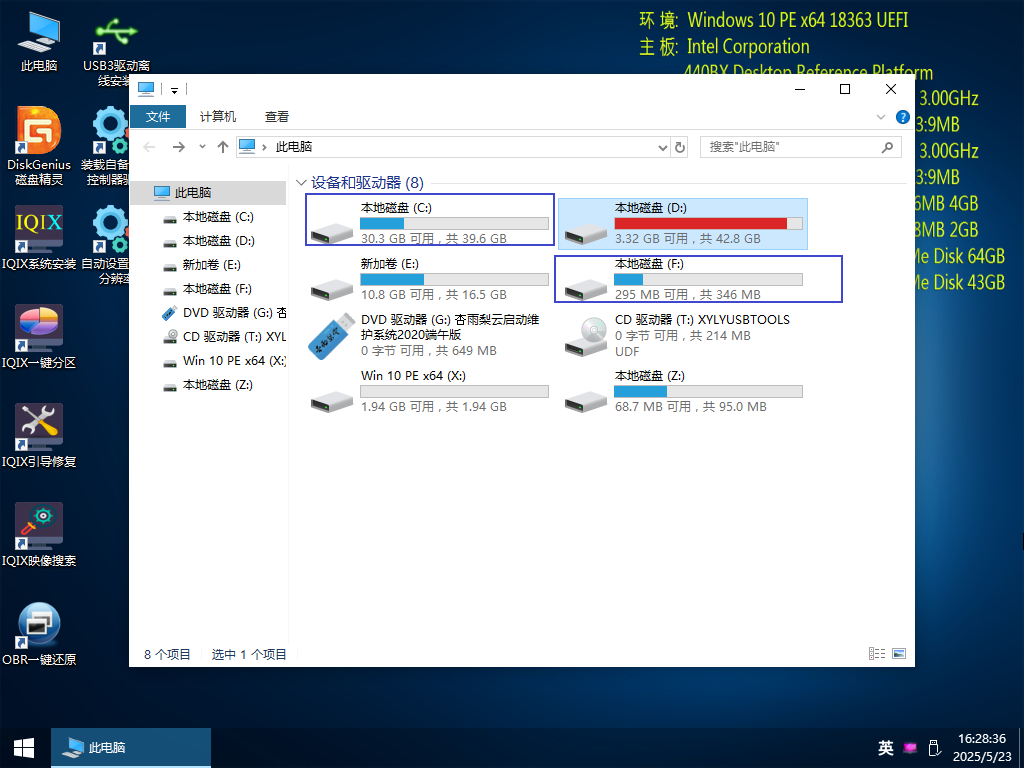 环 境: Windows 10 PE x64 18363 UEFI
主 板: Intel Corporation
440BX Desktop Reference Platform
3.00GHz
3:9MB
3.00GHz
3:9MB
6MB 4GB
8MB 2GB
Me Disk 64GB
Me Disk 43GB
此电脑
USB3驱动离
线安装
DiskGenius
磁盘精灵
装载自备
控制器驱
IQIX
IQIX系统安装
自动设置
分辨率
IQIX一键分区
IQIX引导修复
IQIX映像搜索
OBR一键还原
文件
计算机
查看
此电脑
搜索"此电脑"
此电脑
本地磁盘 (C:)
本地磁盘 (D:)
新加卷 (E:)
本地磁盘 (F:)
DVD 驱动器 (G:) 杏
CD 驱动器 (T:) XYL
Win 10 PE x64 (X:)
本地磁盘 (Z:)
设备和驱动器 (8)
本地磁盘 (C:)
30.3 GB 可用，共 39.6 GB
本地磁盘 (D:)
3.32 GB 可用，共 42.8 GB
新加卷 (E:)
10.8 GB 可用，共 16.5 GB
本地磁盘 (F:)
295 MB 可用，共 346 MB
DVD 驱动器 (G:) 杏雨梨云启动维
护系统2020端午版
0 字节 可用，共 649 MB
CD 驱动器 (T:) XYLYUSBTOOLS
0 字节 可用，共 214 MB
UDF
Win 10 PE x64 (X:)
1.94 GB 可用，共 1.94 GB
本地磁盘 (Z:)
68.7 MB 可用，共 95.0 MB
8 个项目
选中 1 个项目
此电脑
英
16:28:36
2025/5/23